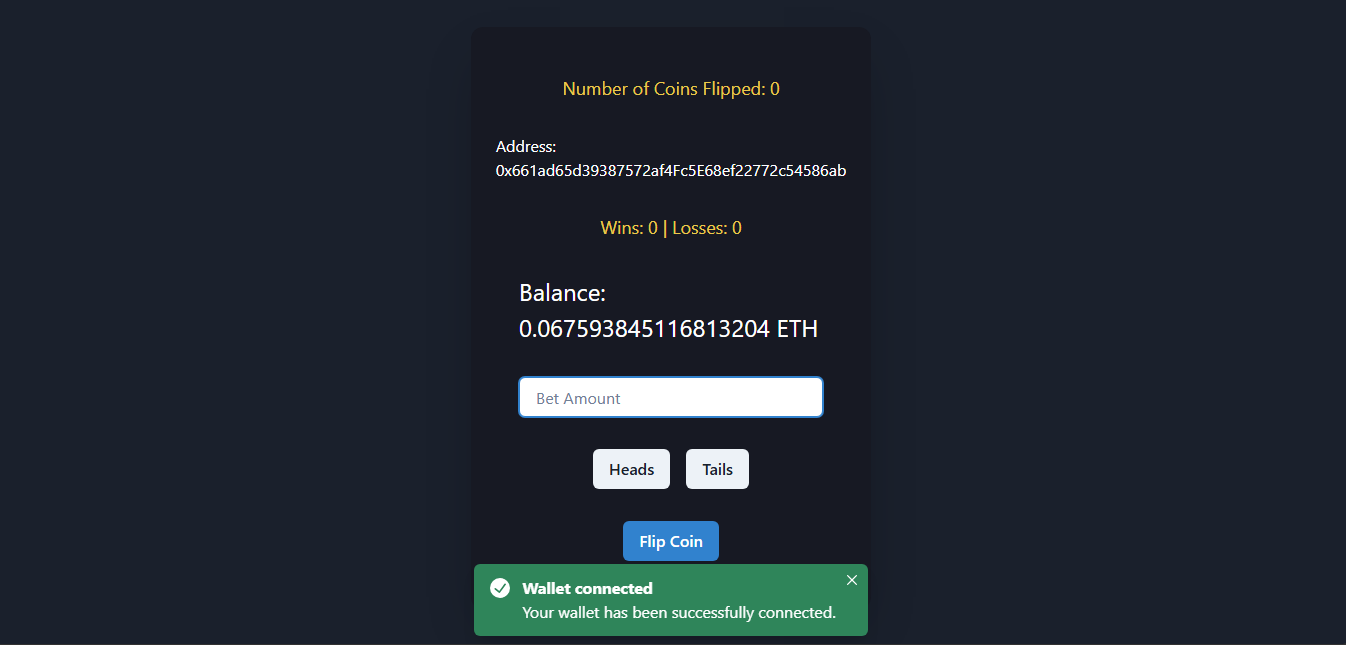 Number of Coins Flipped: 0
Address:
0x661ad65d39387572af4Fc5E68ef22772c54586ab
Wins: 0 | Losses: 0
Balance:
0.067593845116813204 ETH
Bet Amount
Heads Tails
Flip Coin
Wallet connected
Your wallet has been successfully connected.